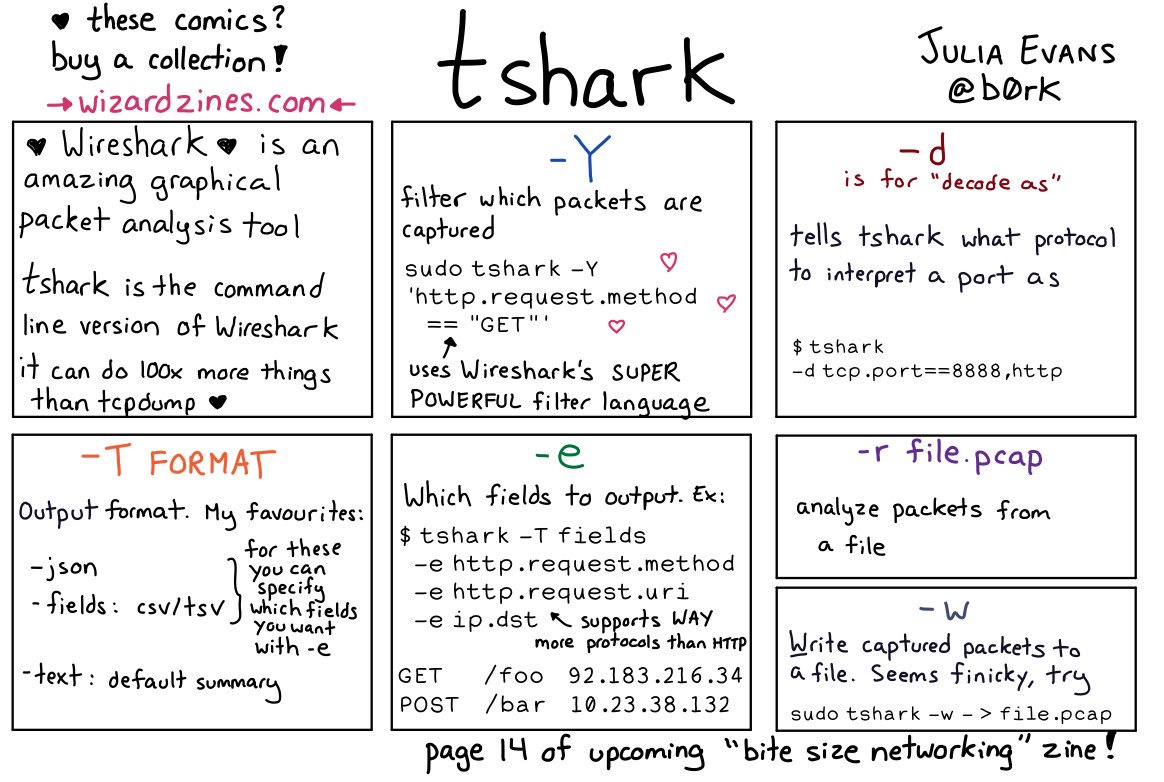 ♥ these comics?
buy a collection!
→wizardzines.com←
tshark
JULIA EVANS
@b0rk
♥ Wireshark ♥ is an
amazing graphical
packet analysis tool
tshark is the command
line version of Wireshark
it can do 100x more things
than tcpdump ♥
-Y
filter which packets are
captured
sudo tshark -Y
'http.request.method
== "GET"'
uses Wireshark's SUPER
POWERFUL filter language
-d
is for "decode as"
tells tshark what protocol
to interpret a port as
$ tshark
-d tcp.port==8888,http
-T FORMAT
Output format. My favourites:
-json
-fields: csv/tsv
for these
you can
specify
which fields
you want
with -e
-text: default summary
-e
Which fields to output. Ex:
$ tshark -T fields
-e http.request.method
-e http.request.uri
-e ip.dst
supports WAY
more protocols than HTTP
GET /foo 92.183.216.34
POST /bar 10.23.38.132
-r file.pcap
analyze packets from
a file
-w
Write captured packets to
a file. Seems finicky, try
sudo tshark -w - > file.pcap
page 14 of upcoming "bite size networking" zine!